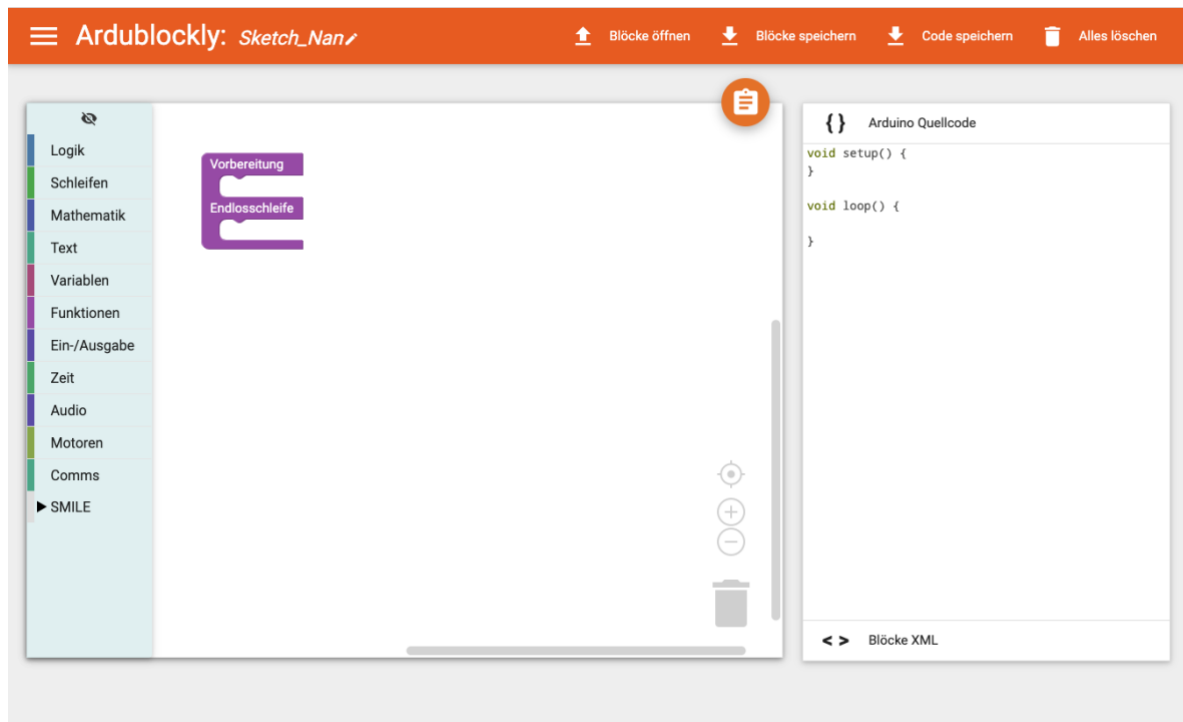 Ardublockly: Sketch_Nan
Blöcke öffnen
Blöcke speichern
Code speichern
Alles löschen
Logik
Schleifen
Mathematik
Text
Variablen
Funktionen
Ein-/Ausgabe
Zeit
Audio
Motoren
Comms
SMILE
Vorbereitung
Endlosschleife
{ } Arduino Quellcode
void setup() {
}
void loop() {
}
< > Blöcke XML